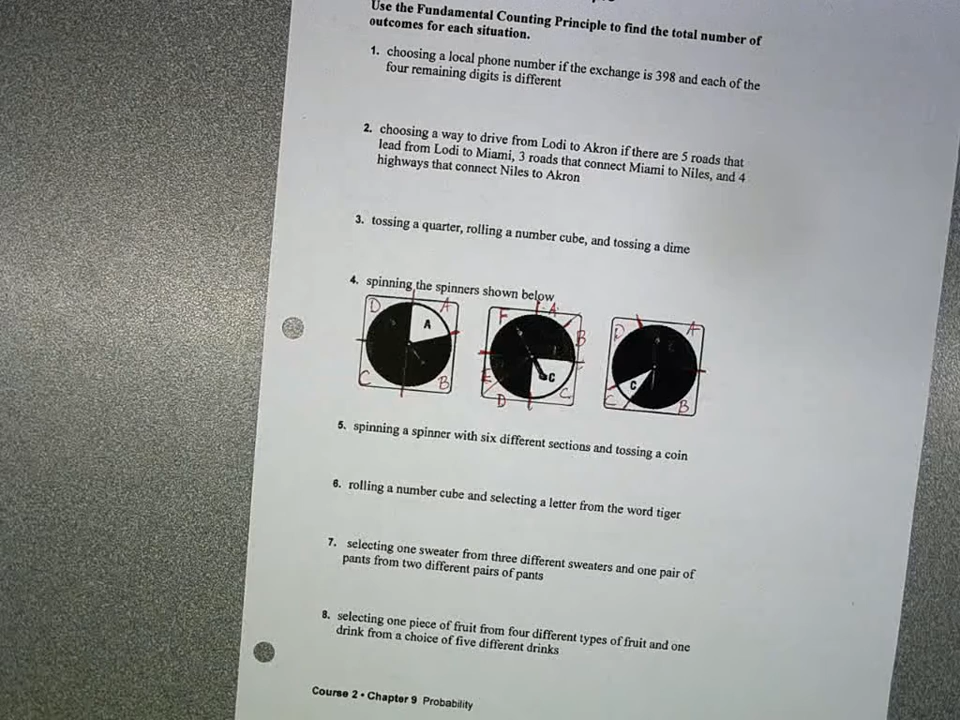 Use the Fundamental Counting Principle to find the total number of
outcomes for each situation.
1. choosing a local phone number if the exchange is 398 and each of the
four remaining digits is different
2. choosing a way to drive from Lodi to Akron if there are 5 roads that
lead from Lodi to Miami, 3 roads that connect Miami to Niles, and 4
highways that connect Niles to Akron
3. tossing a quarter, rolling a number cube, and tossing a dime
4. spinning the spinners shown below
D A F A B D A
A C C
C B E D C C B
5. spinning a spinner with six different sections and tossing a coin
6. rolling a number cube and selecting a letter from the word tiger
7. selecting one sweater from three different sweaters and one pair of
pants from two different pairs of pants
8. selecting one piece of fruit from four different types of fruit and one
drink from a choice of five different drinks
Course 2 • Chapter 9 Probability